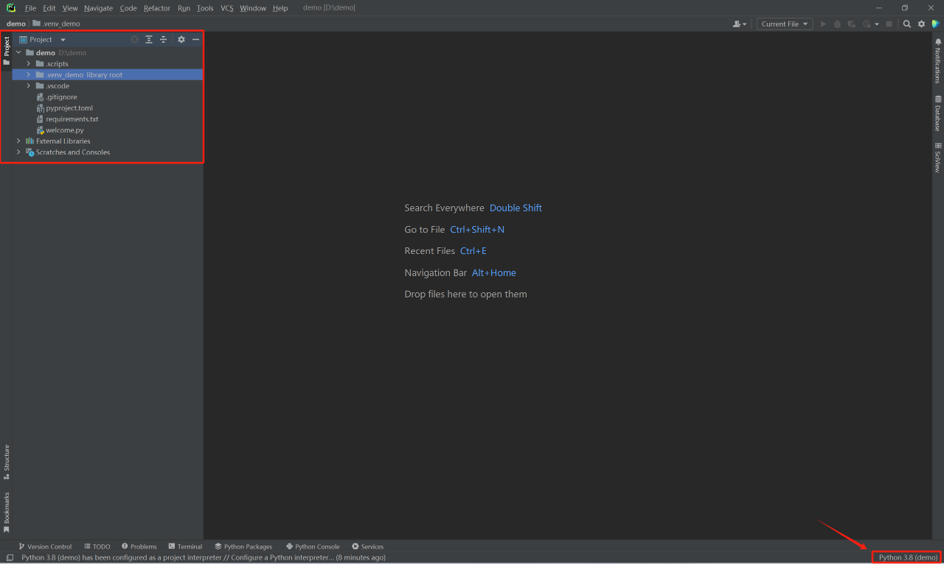 File Edit View Navigate Code Refactor Run Tools VCS Window Help demo [D:\demo]
demo .venv_demo Current File
Project
demo D:\demo
.scripts
.venv_demo library root
.vscode
.gitignore
pyproject.toml
requirements.txt
welcome.py
External Libraries
Scratches and Consoles
Project
Structure
Bookmarks
Search Everywhere Double Shift
Go to File Ctrl+Shift+N
Recent Files Ctrl+E
Navigation Bar Alt+Home
Drop files here to open them
Notifications
Database
SciView
Version Control TODO Problems Terminal Python Packages Python Console Services
Python 3.8 (demo) has been configured as a project interpreter // Configure a Python interpreter... (8 minutes ago) Python 3.8 (demo)